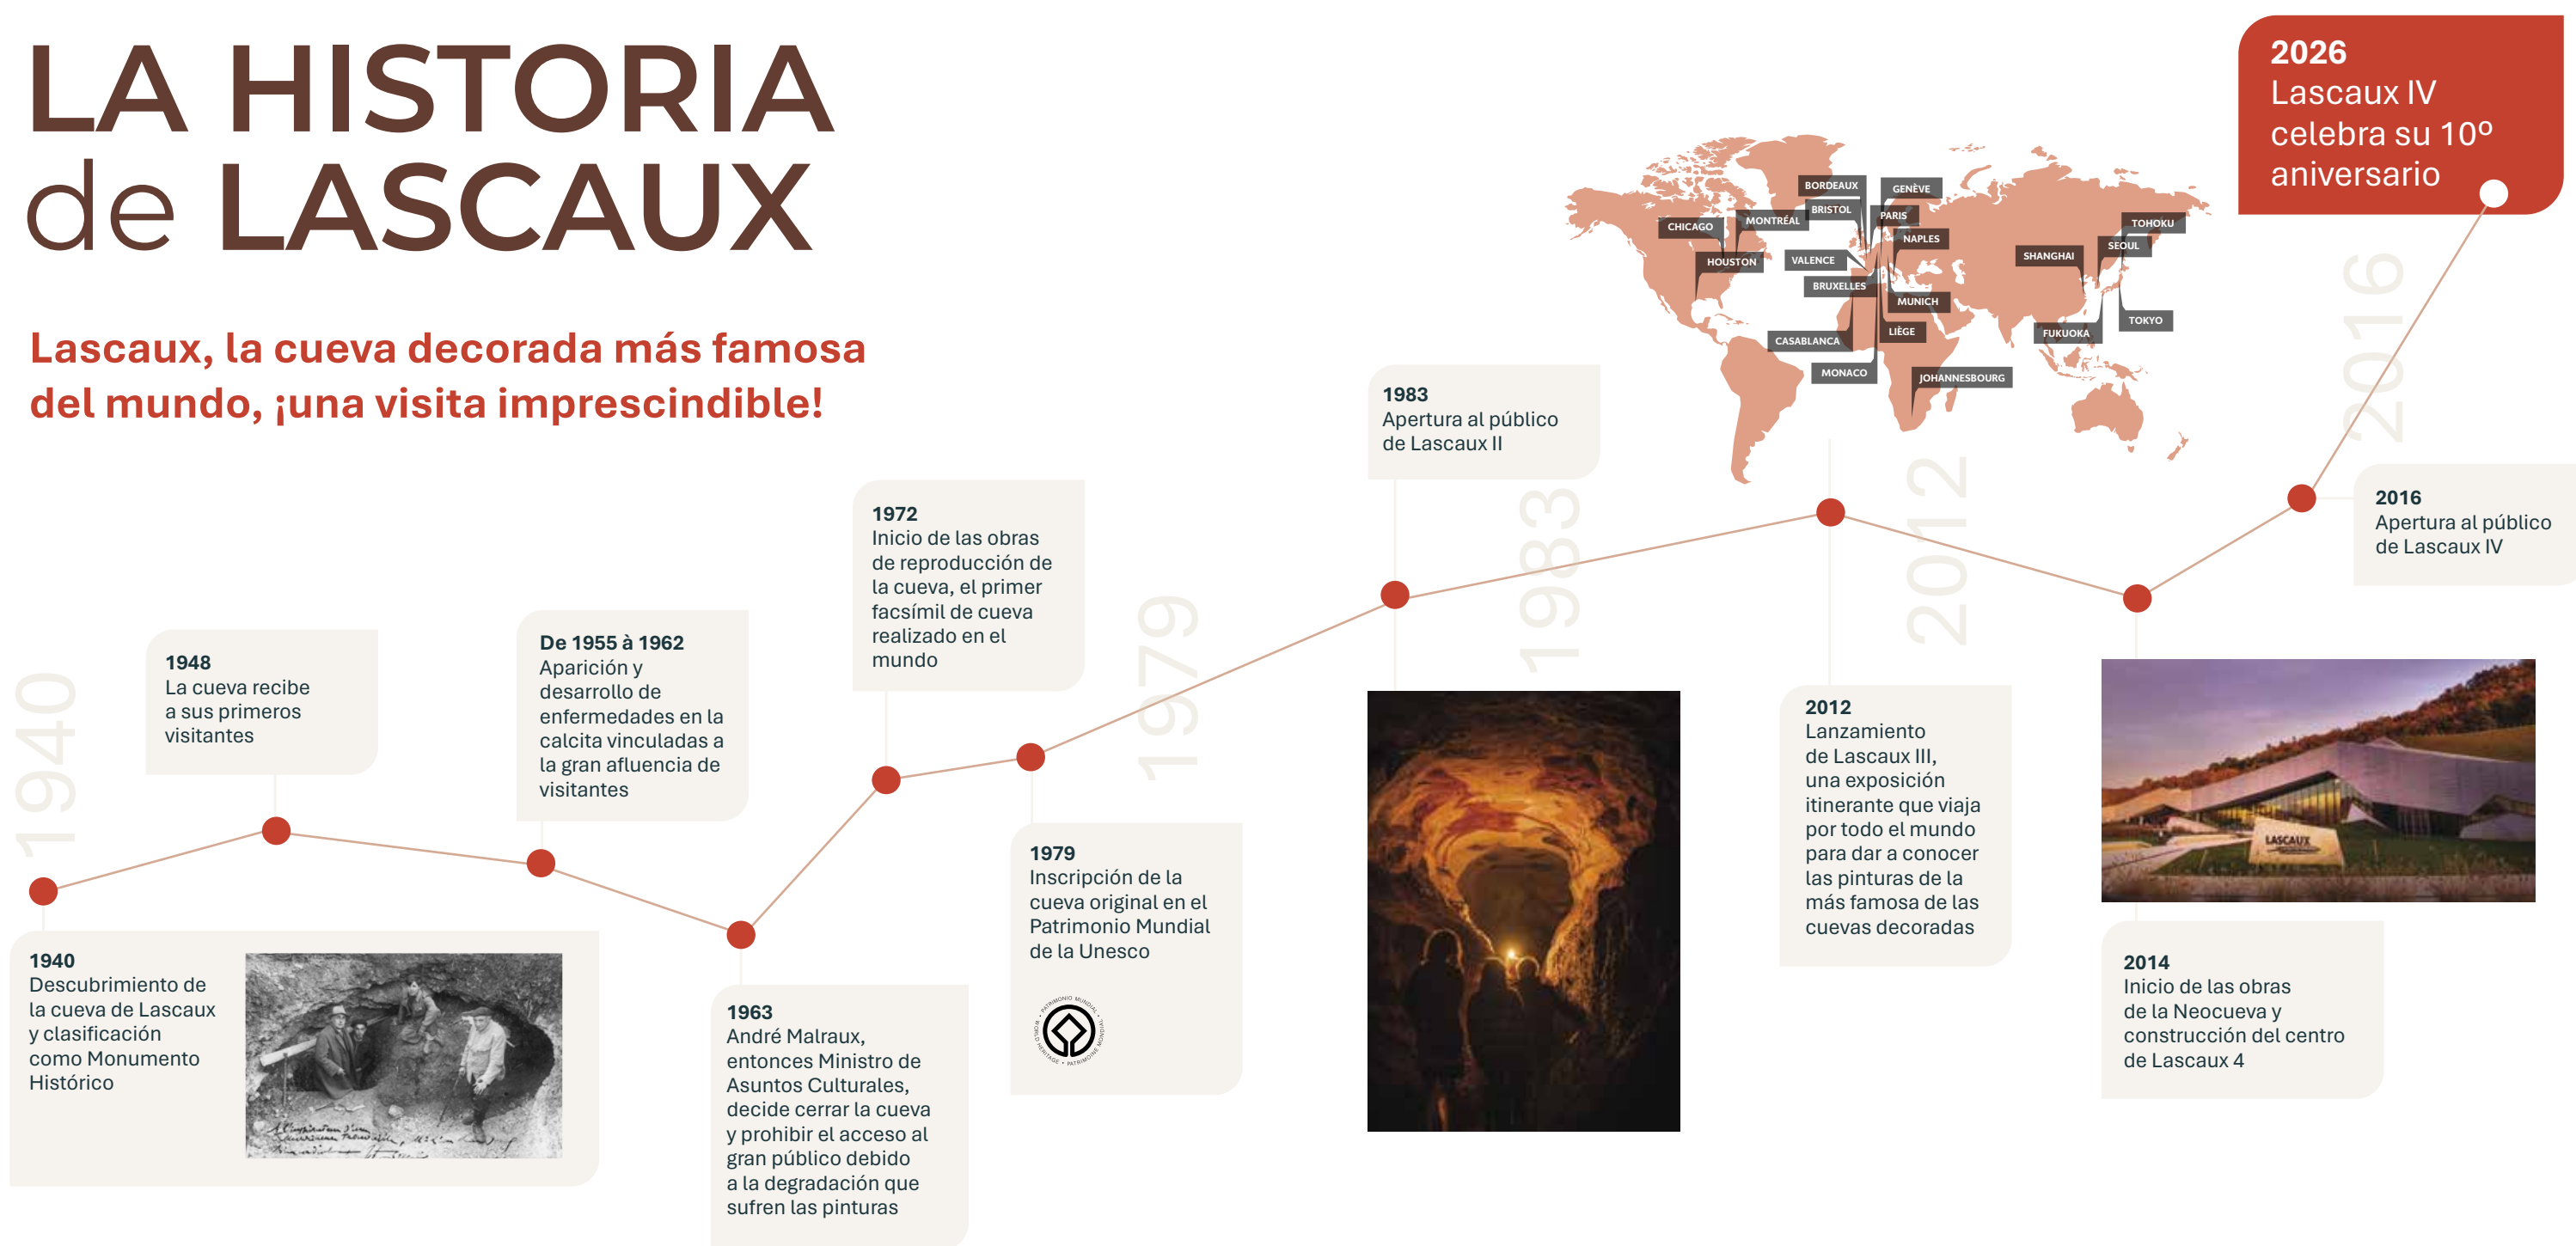 LA HISTORIA
de LASCAUX
Lascaux, la cueva decorada más famosa
del mundo, ¡una visita imprescindible!
1940
1940
Descubrimiento de
la cueva de Lascaux
y clasificación
como Monumento
Histórico
1948
La cueva recibe
a sus primeros
visitantes
De 1955 à 1962
Aparición y
desarrollo de
enfermedades en la
calcita vinculadas a
la gran afluencia de
visitantes
1963
André Malraux,
entonces Ministro de
Asuntos Culturales,
decide cerrar la cueva
y prohibir el acceso al
gran público debido
a la degradación que
sufren las pinturas
1972
Inicio de las obras
de reproducción de
la cueva, el primer
facsímil de cueva
realizado en el
mundo
1979
1979
Inscripción de la
cueva original en el
Patrimonio Mundial
de la Unesco
PATRIMONIO MUNDIAL • WORLD HERITAGE • PATRIMOINE MONDIAL •
1983
Apertura al público
de Lascaux II
1983
BORDEAUX
GENÈVE
BRISTOL
PARIS
CHICAGO
MONTRÉAL
NAPLES
HOUSTON
VALENCE
BRUXELLES
MUNICH
CASABLANCA
LIÈGE
MONACO
JOHANNESBOURG
TOHOKU
SEOUL
SHANGHAI
FUKUOKA
TOKYO
2012
2012
Lanzamiento
de Lascaux III,
una exposición
itinerante que viaja
por todo el mundo
para dar a conocer
las pinturas de la
más famosa de las
cuevas decoradas
LASCAUX
2014
Inicio de las obras
de la Neocueva y
construcción del centro
de Lascaux 4
2016
2016
Apertura al público
de Lascaux IV
2026
Lascaux IV
celebra su 10º
aniversario